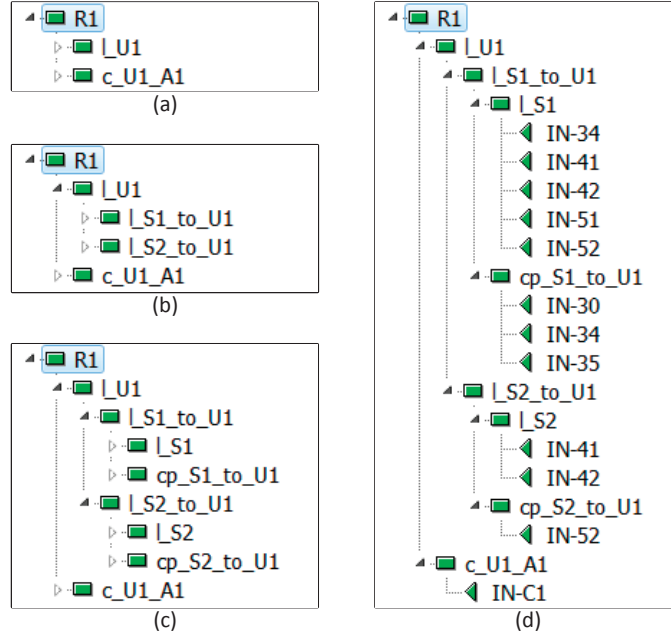 R1
l_U1
c_U1_A1
(a)
R1
l_U1
l_S1_to_U1
l_S2_to_U1
c_U1_A1
(b)
R1
l_U1
l_S1_to_U1
l_S1
cp_S1_to_U1
l_S2_to_U1
l_S2
cp_S2_to_U1
c_U1_A1
(c)
R1
l_U1
l_S1_to_U1
l_S1
IN-34
IN-41
IN-42
IN-51
IN-52
cp_S1_to_U1
IN-30
IN-34
IN-35
l_S2_to_U1
l_S2
IN-41
IN-42
cp_S2_to_U1
IN-52
c_U1_A1
IN-C1
(d)